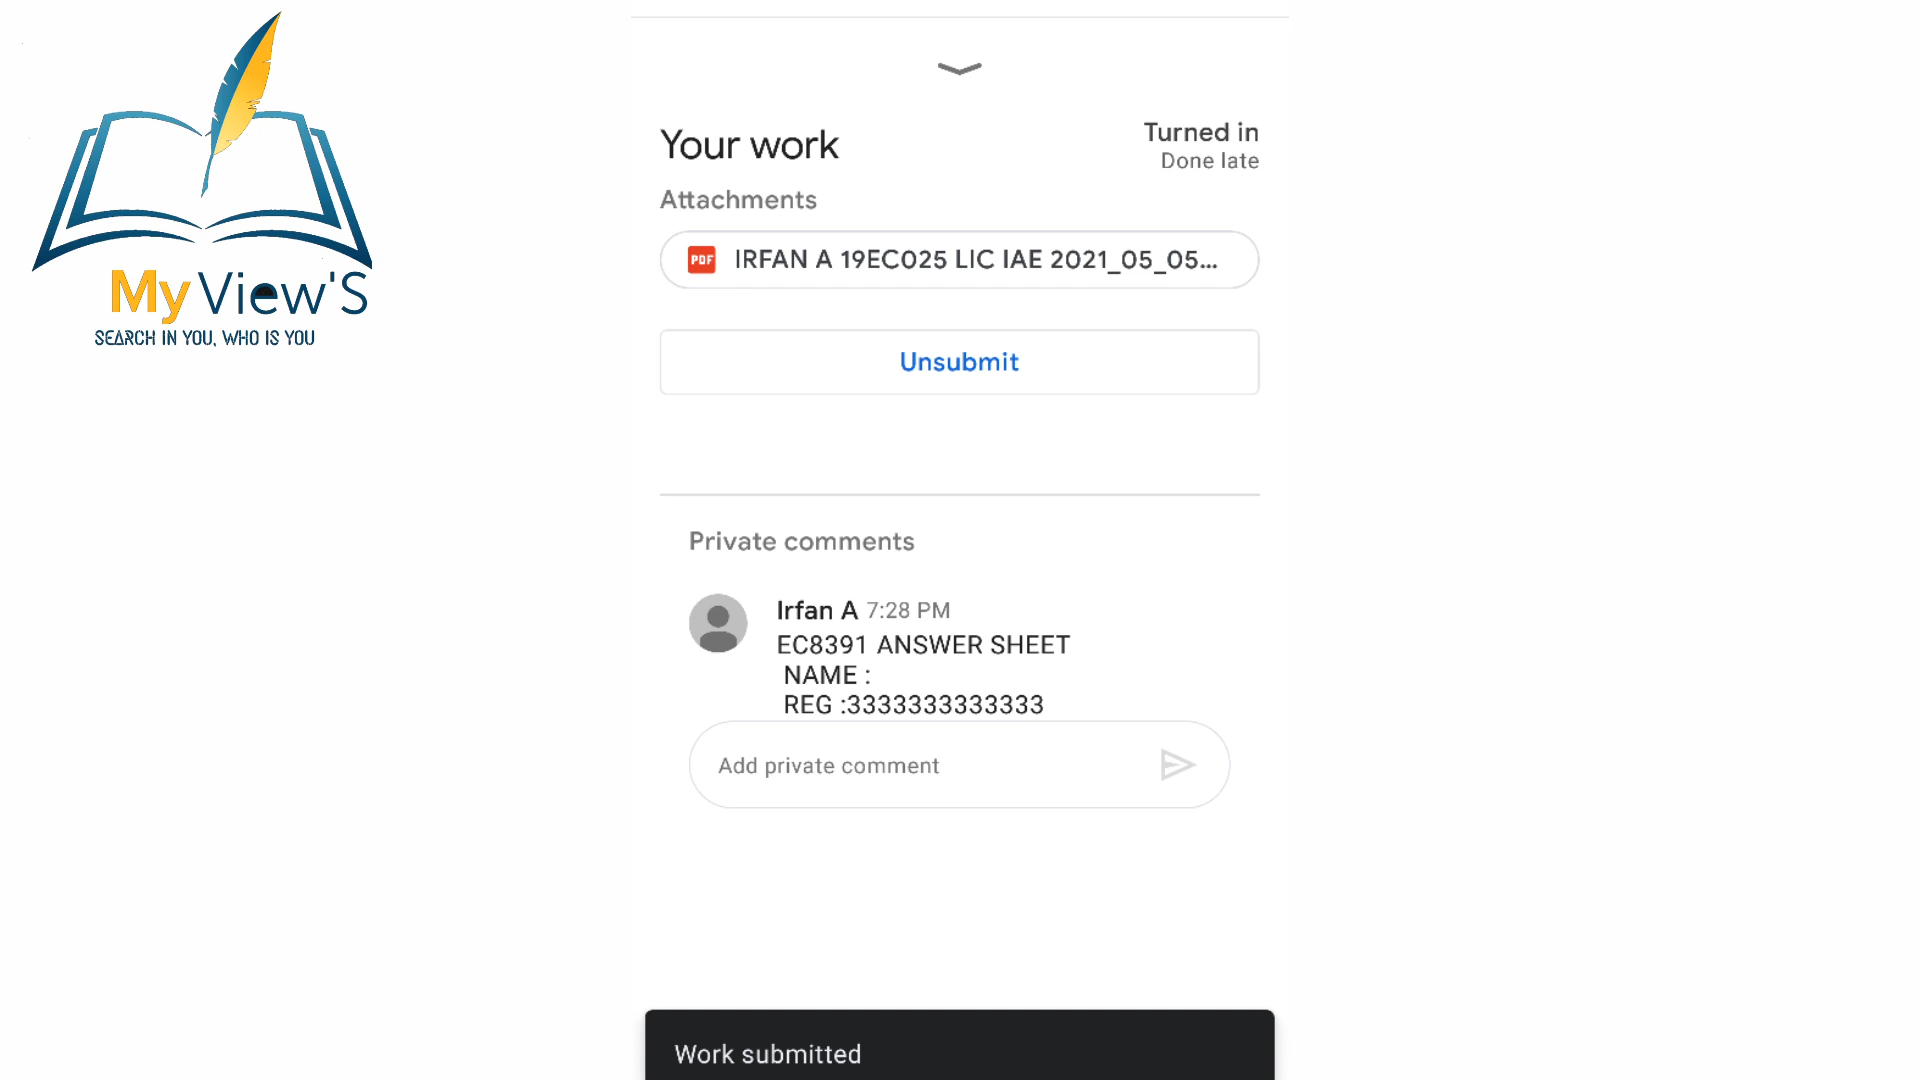 My View'S
SEARCH IN YOU, WHO IS YOU
Your work
Turned in
Done late
Attachments
PDF IRFAN A 19EC025 LIC IAE 2021_05_05...
Unsubmit
Private comments
Irfan A 7:28 PM
EC8391 ANSWER SHEET
NAME :
REG :3333333333333
Add private comment
Work submitted